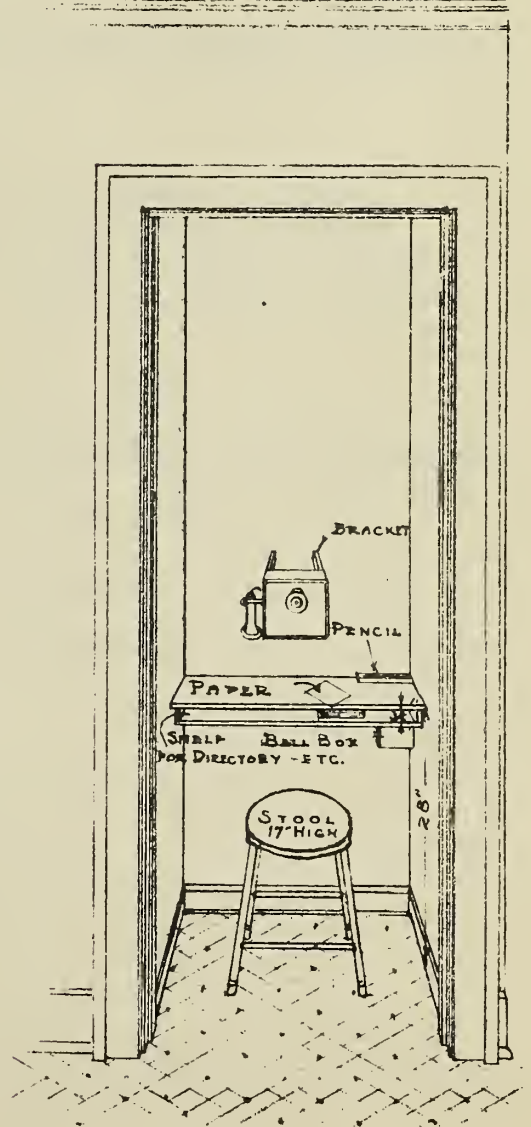 BRACKET
PENCIL
PAPER
SHELF
FOR DIRECTORY - ETC.
BELL BOX
28"
STOOL
17" HIGH